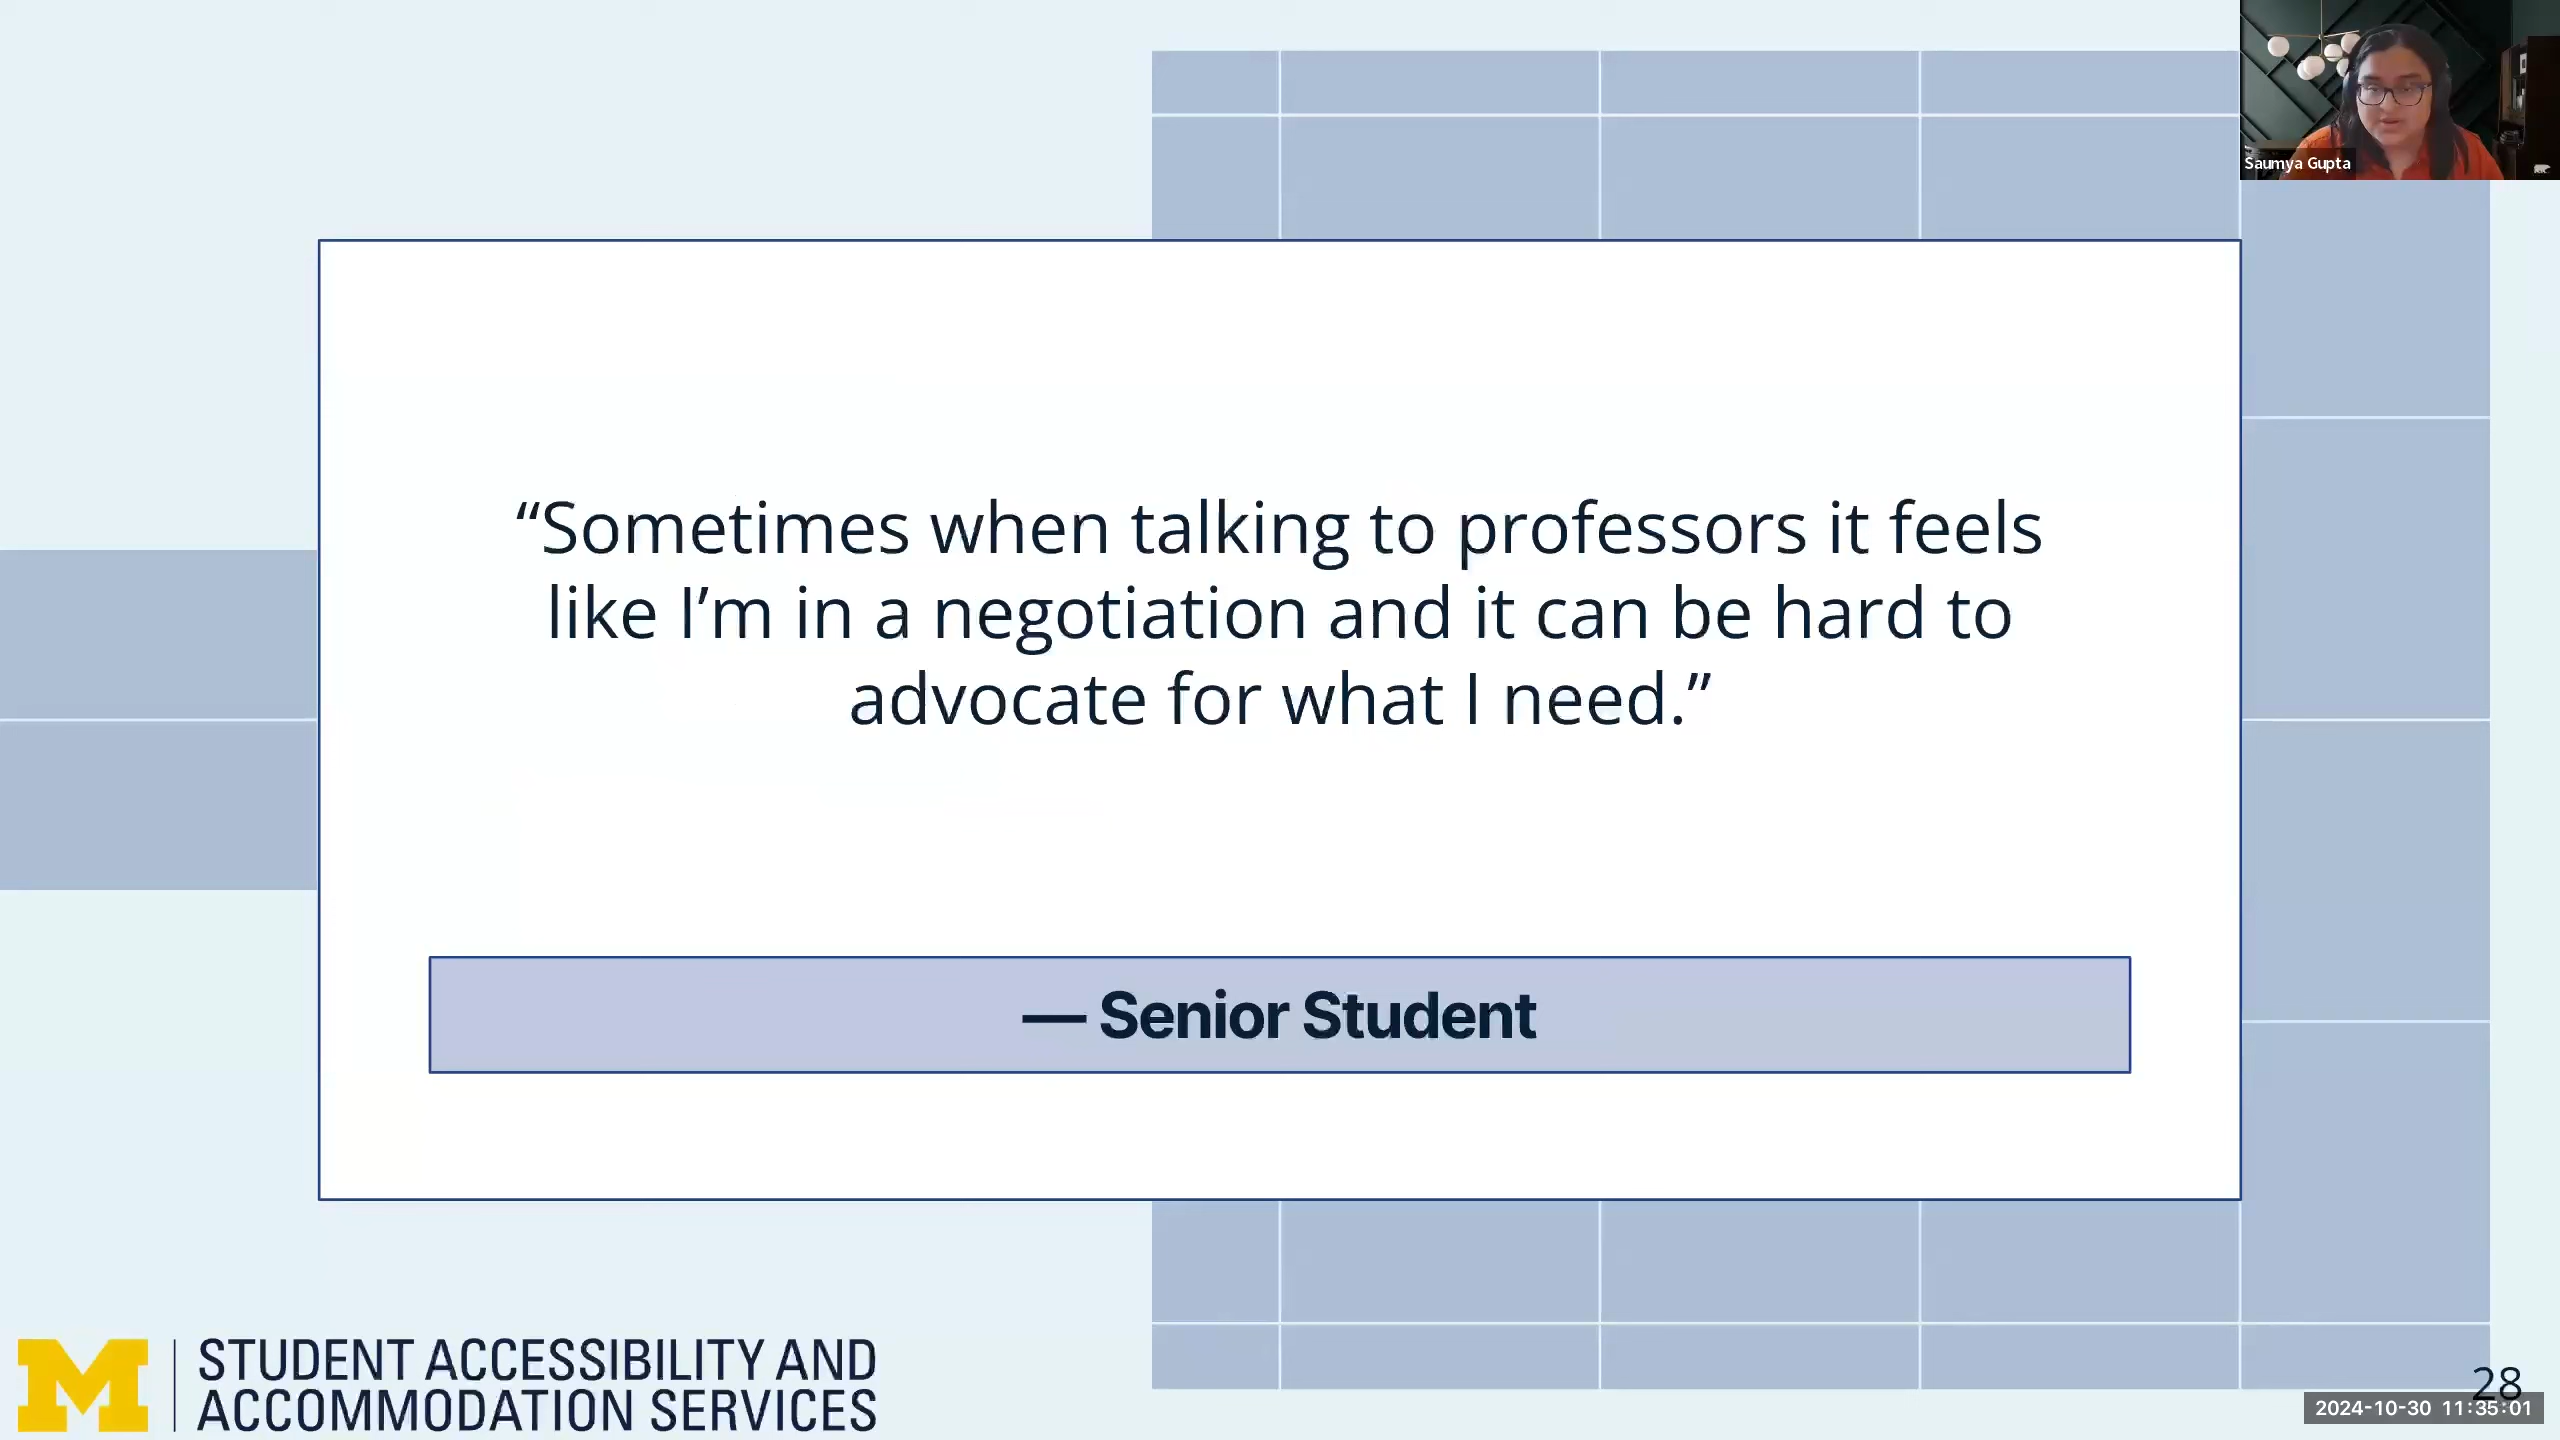 Saumya Gupta
“Sometimes when talking to professors it feels
like I’m in a negotiation and it can be hard to
advocate for what I need.”
— Senior Student
M
STUDENT ACCESSIBILITY AND
ACCOMMODATION SERVICES
28
2024-10-30 11:35:01